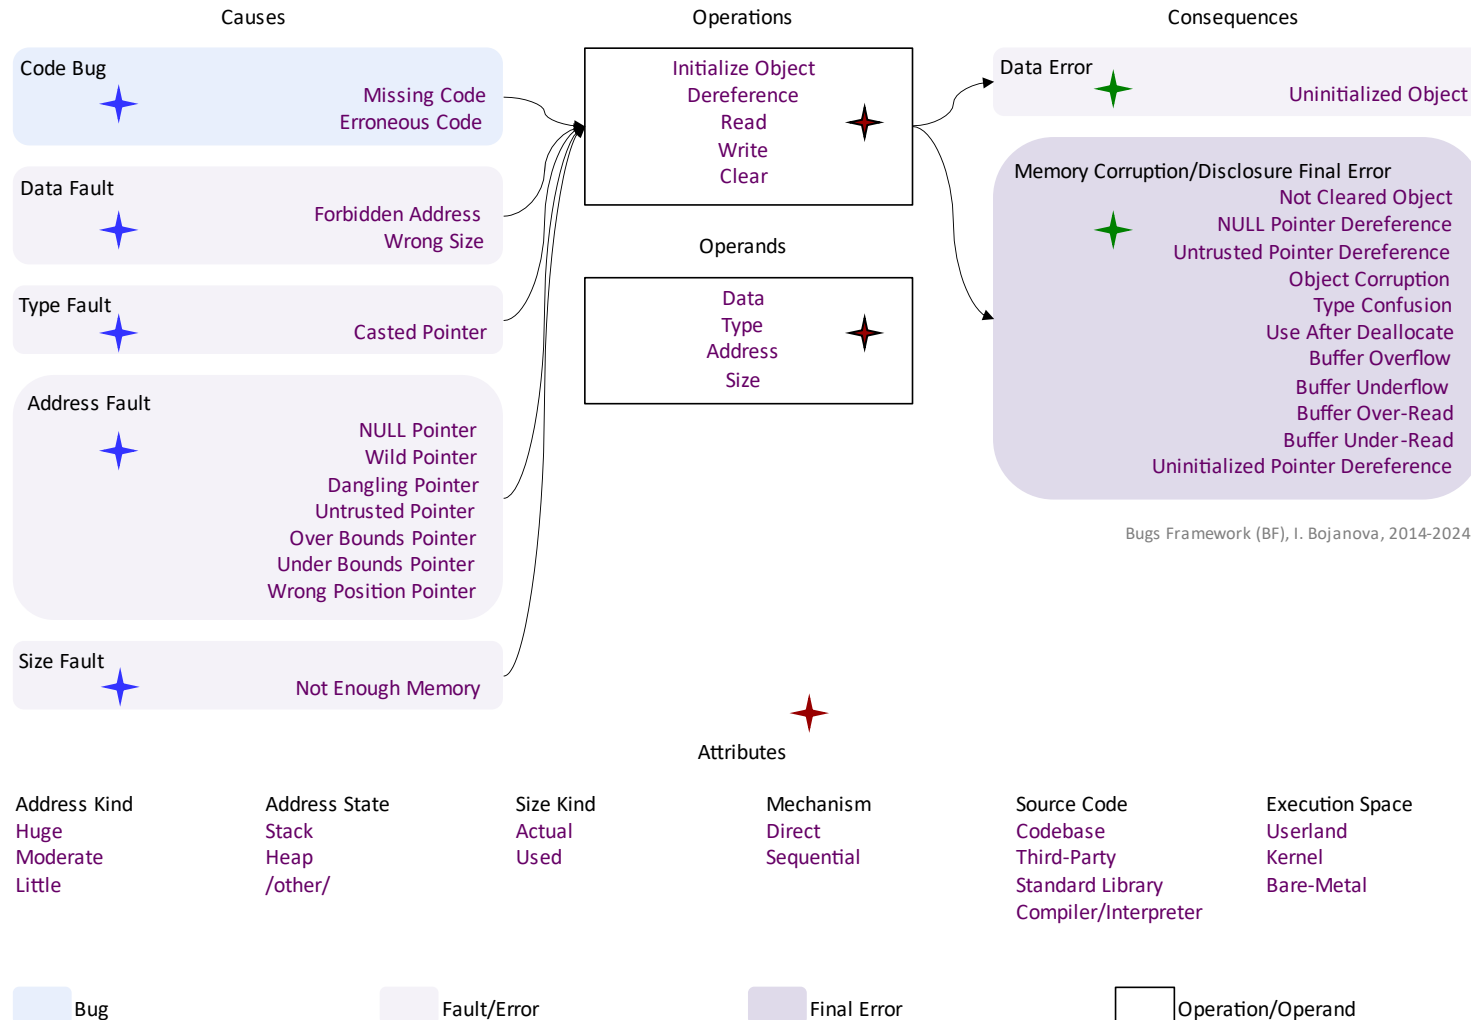 Causes
Operations
Consequences
Code Bug
Missing Code
Erroneous Code
Data Fault
Forbidden Address
Wrong Size
Type Fault
Casted Pointer
Address Fault
NULL Pointer
Wild Pointer
Dangling Pointer
Untrusted Pointer
Over Bounds Pointer
Under Bounds Pointer
Wrong Position Pointer
Size Fault
Not Enough Memory
Initialize Object
Dereference
Read
Write
Clear
Operands
Data
Type
Address
Size
Data Error
Uninitialized Object
Memory Corruption/Disclosure Final Error
Not Cleared Object
NULL Pointer Dereference
Untrusted Pointer Dereference
Object Corruption
Type Confusion
Use After Deallocate
Buffer Overflow
Buffer Underflow
Buffer Over-Read
Buffer Under-Read
Uninitialized Pointer Dereference
Bugs Framework (BF), I. Bojanova, 2014-2024
Attributes
Address Kind
Huge
Moderate
Little
Address State
Stack
Heap
/other/
Size Kind
Actual
Used
Mechanism
Direct
Sequential
Source Code
Codebase
Third-Party
Standard Library
Compiler/Interpreter
Execution Space
Userland
Kernel
Bare-Metal
Bug
Fault/Error
Final Error
Operation/Operand